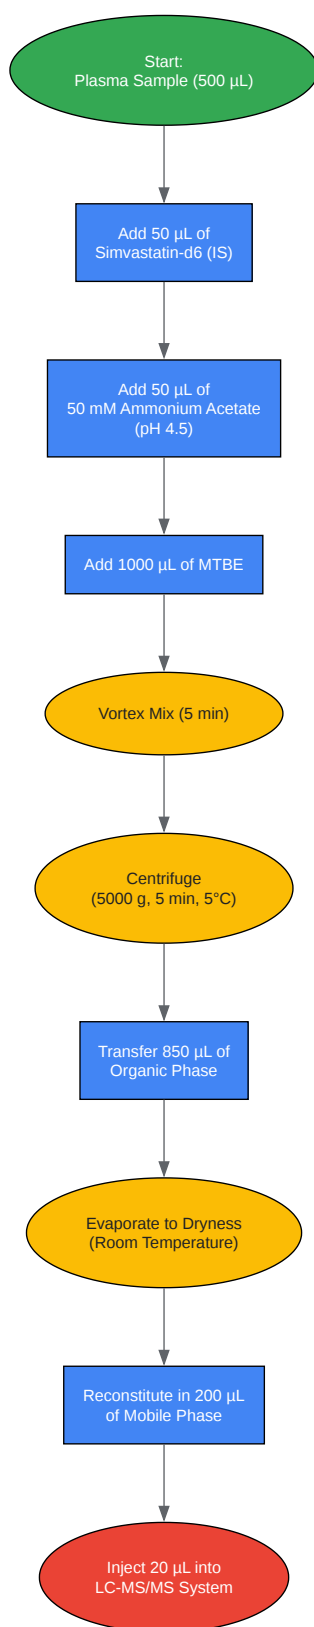 Start:
Plasma Sample (500 µL)
Add 50 µL of
Simvastatin-d6 (IS)
Add 50 µL of
50 mM Ammonium Acetate
(pH 4.5)
Add 1000 µL of MTBE
Vortex Mix (5 min)
Centrifuge
(5000 g, 5 min, 5°C)
Transfer 850 µL of
Organic Phase
Evaporate to Dryness
(Room Temperature)
Reconstitute in 200 µL
of Mobile Phase
Inject 20 µL into
LC-MS/MS System